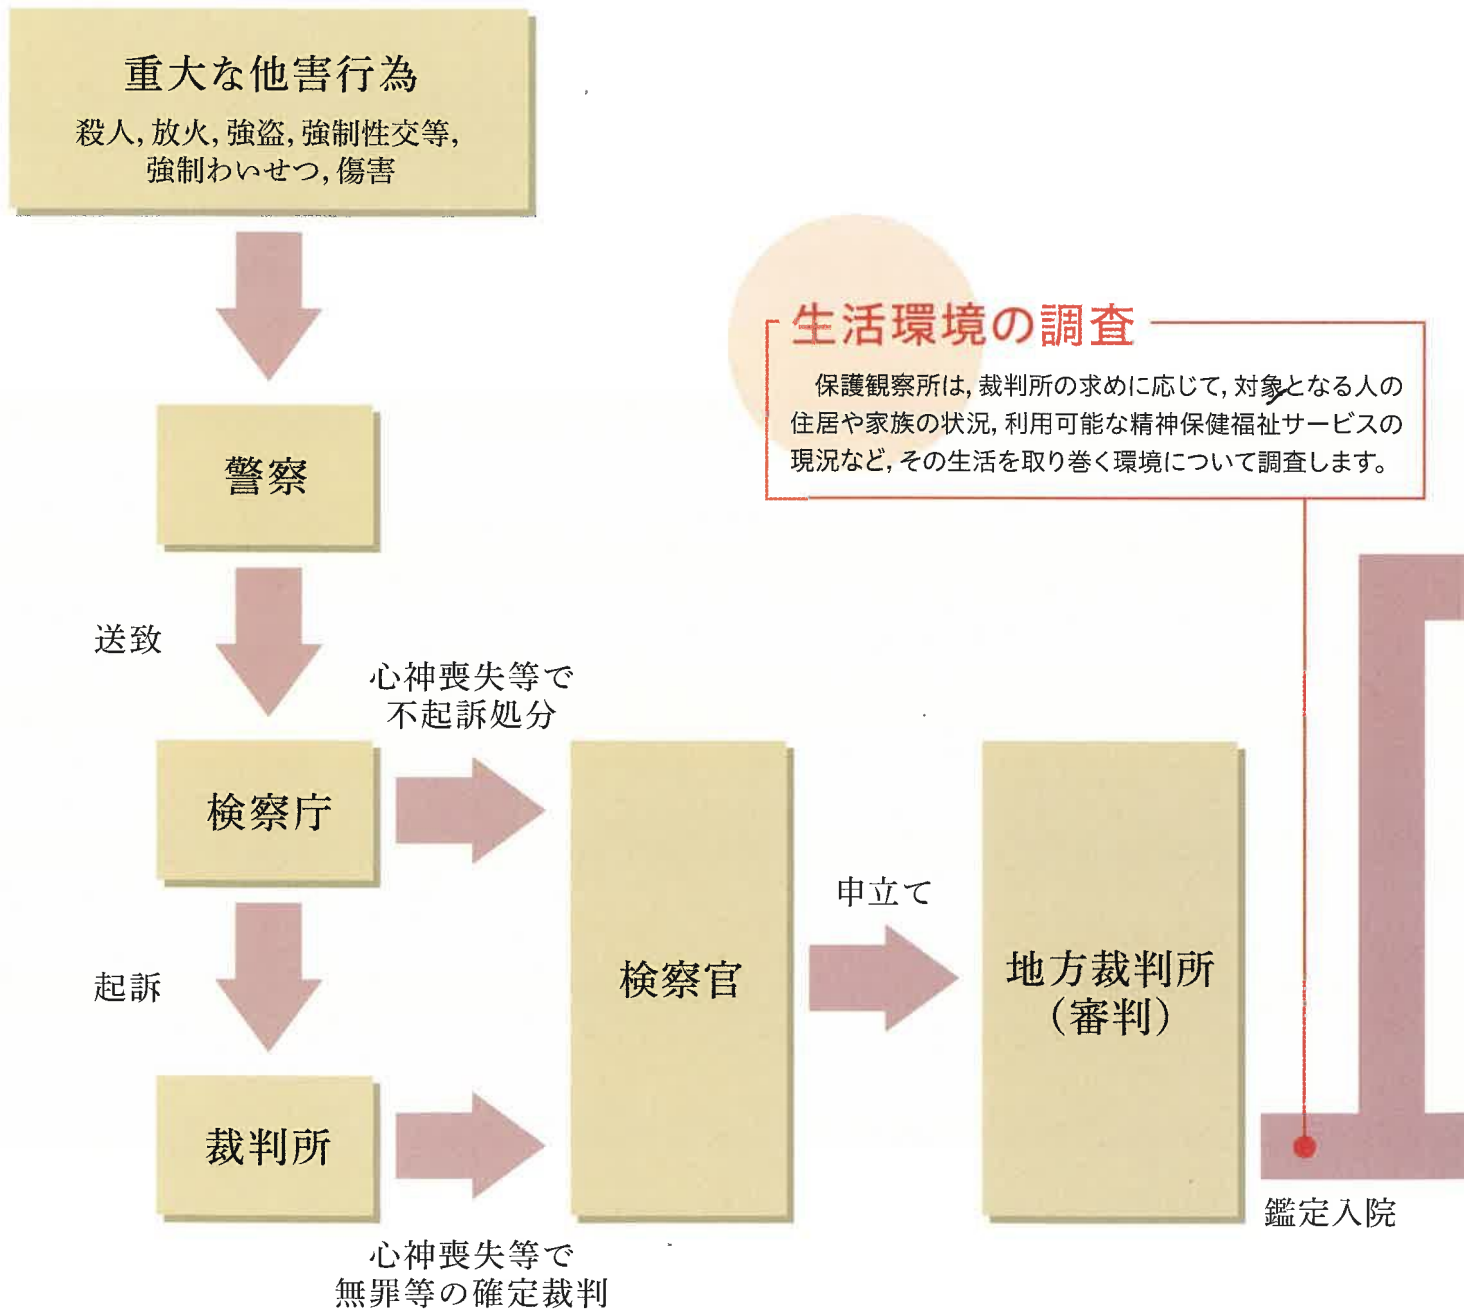 重大な他害行為
殺人, 放火, 強盗, 強制性交等,
強制わいせつ, 傷害
生活環境の調査
保護観察所は, 裁判所の求めに応じて, 対象となる人の
住居や家族の状況, 利用可能な精神保健福祉サービスの
現況など, その生活を取り巻く環境について調査します。
警察
送致
心神喪失等で
不起訴処分
検察庁
申立て
起訴
検察官
地方裁判所
（審判）
裁判所
鑑定入院
心神喪失等で
無罪等の確定裁判